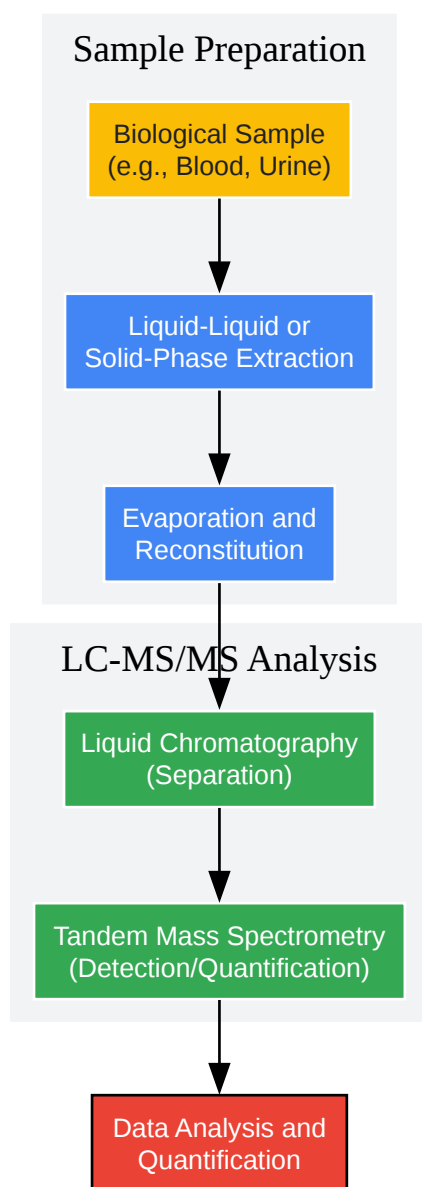 Sample Preparation
Biological Sample
(e.g., Blood, Urine)
Liquid-Liquid or
Solid-Phase Extraction
Evaporation and
Reconstitution
LC-MS/MS Analysis
Liquid Chromatography
(Separation)
Tandem Mass Spectrometry
(Detection/Quantification)
Data Analysis and
Quantification